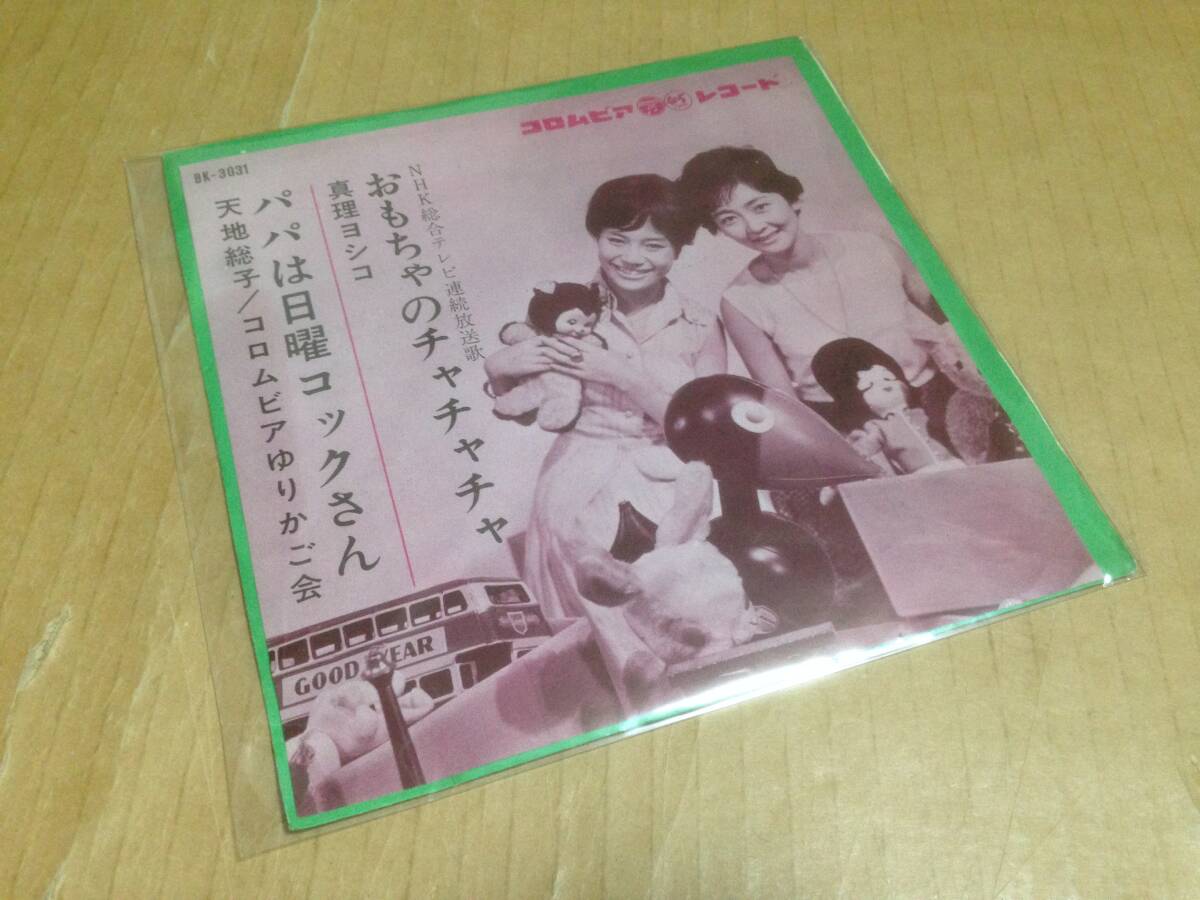 コロムビア レコード
BK-3031
NHK総合テレビ連続放送歌
おもちゃのチャチャチャ
真理ヨシコ
パパは日曜コックさん
天地総子/コロムビアゆりかご会
GOOD YEAR